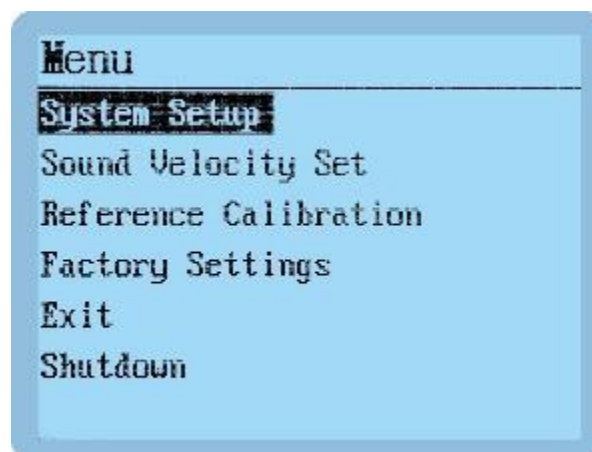 Menu
System Setup
Sound Velocity Set
Reference Calibration
Factory Settings
Exit
Shutdown